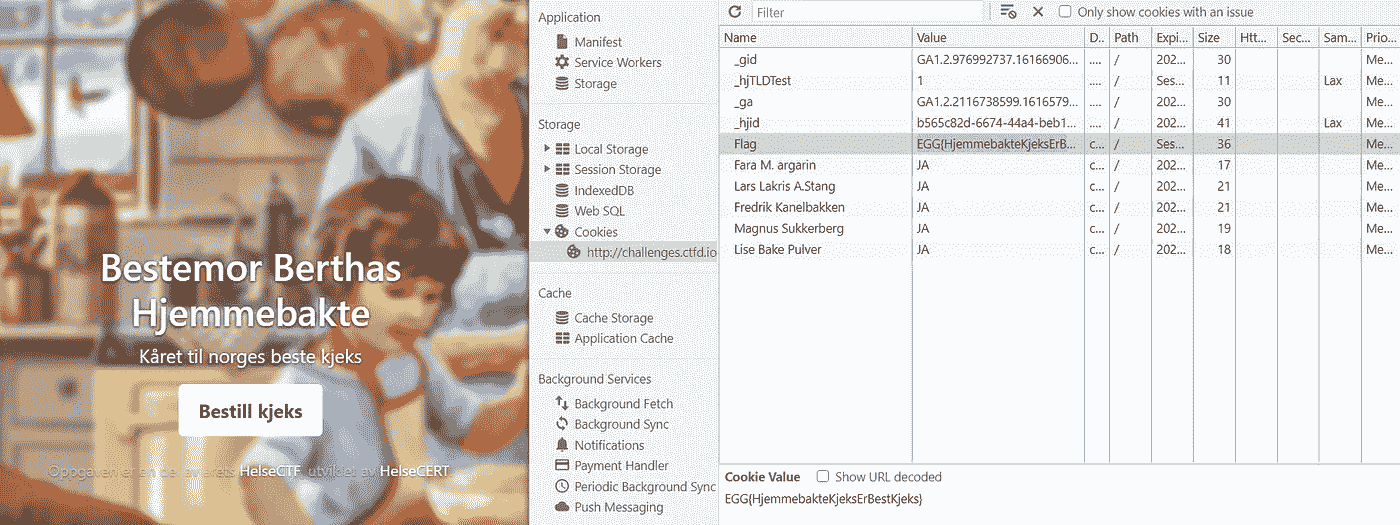 Bestemor Berthas
Hjemmebakte
Kåret til norges beste kjeks
Bestill kjeks
Oppgaven er en del av årets HelseCTF, utviklet av HelseCERT
Application
Manifest
Service Workers
Storage
Storage
Local Storage
Session Storage
IndexedDB
Web SQL
Cookies
http://challenges.ctfd.io
Cache
Cache Storage
Application Cache
Background Services
Background Fetch
Background Sync
Notifications
Payment Handler
Periodic Background Sync
Push Messaging
Filter
Only show cookies with an issue
Name Value D.. Path Expi... Size Htt... Sec... Sam... Prio...
_gid GA1.2.976992737.16166906... .... / 202... 30 Me...
_hjTLDTest 1 .... / Ses... 11 Lax Me...
_ga GA1.2.2116738599.1616579... .... / 202... 30 Me...
_hjid b565c82d-6674-44a4-beb1... .... / 202... 41 Lax Me...
Flag EGG{HjemmebakteKjeksErB... c... / Ses... 36 Me...
Fara M. argarin JA c... / 202... 17 Me...
Lars Lakris A.Stang JA c... / 202... 21 Me...
Fredrik Kanelbakken JA c... / 202... 21 Me...
Magnus Sukkerberg JA c... / 202... 19 Me...
Lise Bake Pulver JA c... / 202... 18 Me...
Cookie Value Show URL decoded
EGG{HjemmebakteKjeksErBestKjeks}